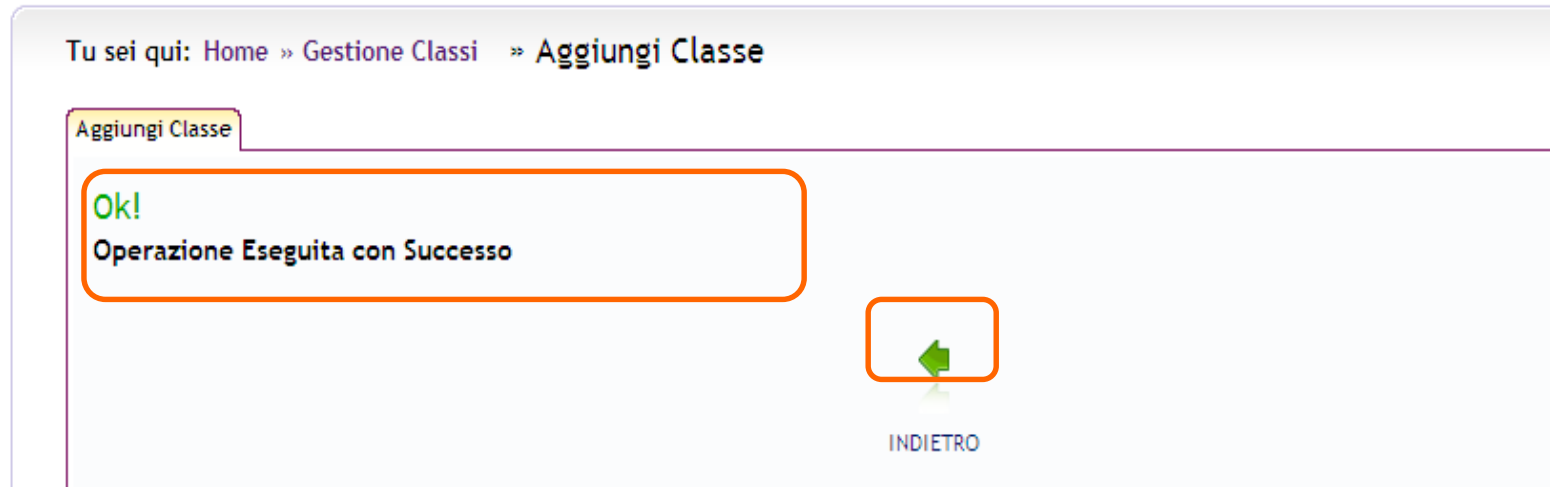 Tu sei qui: Home » Gestione Classi » Aggiungi Classe
Aggiungi Classe
Ok!
Operazione Eseguita con Successo
INDIETRO